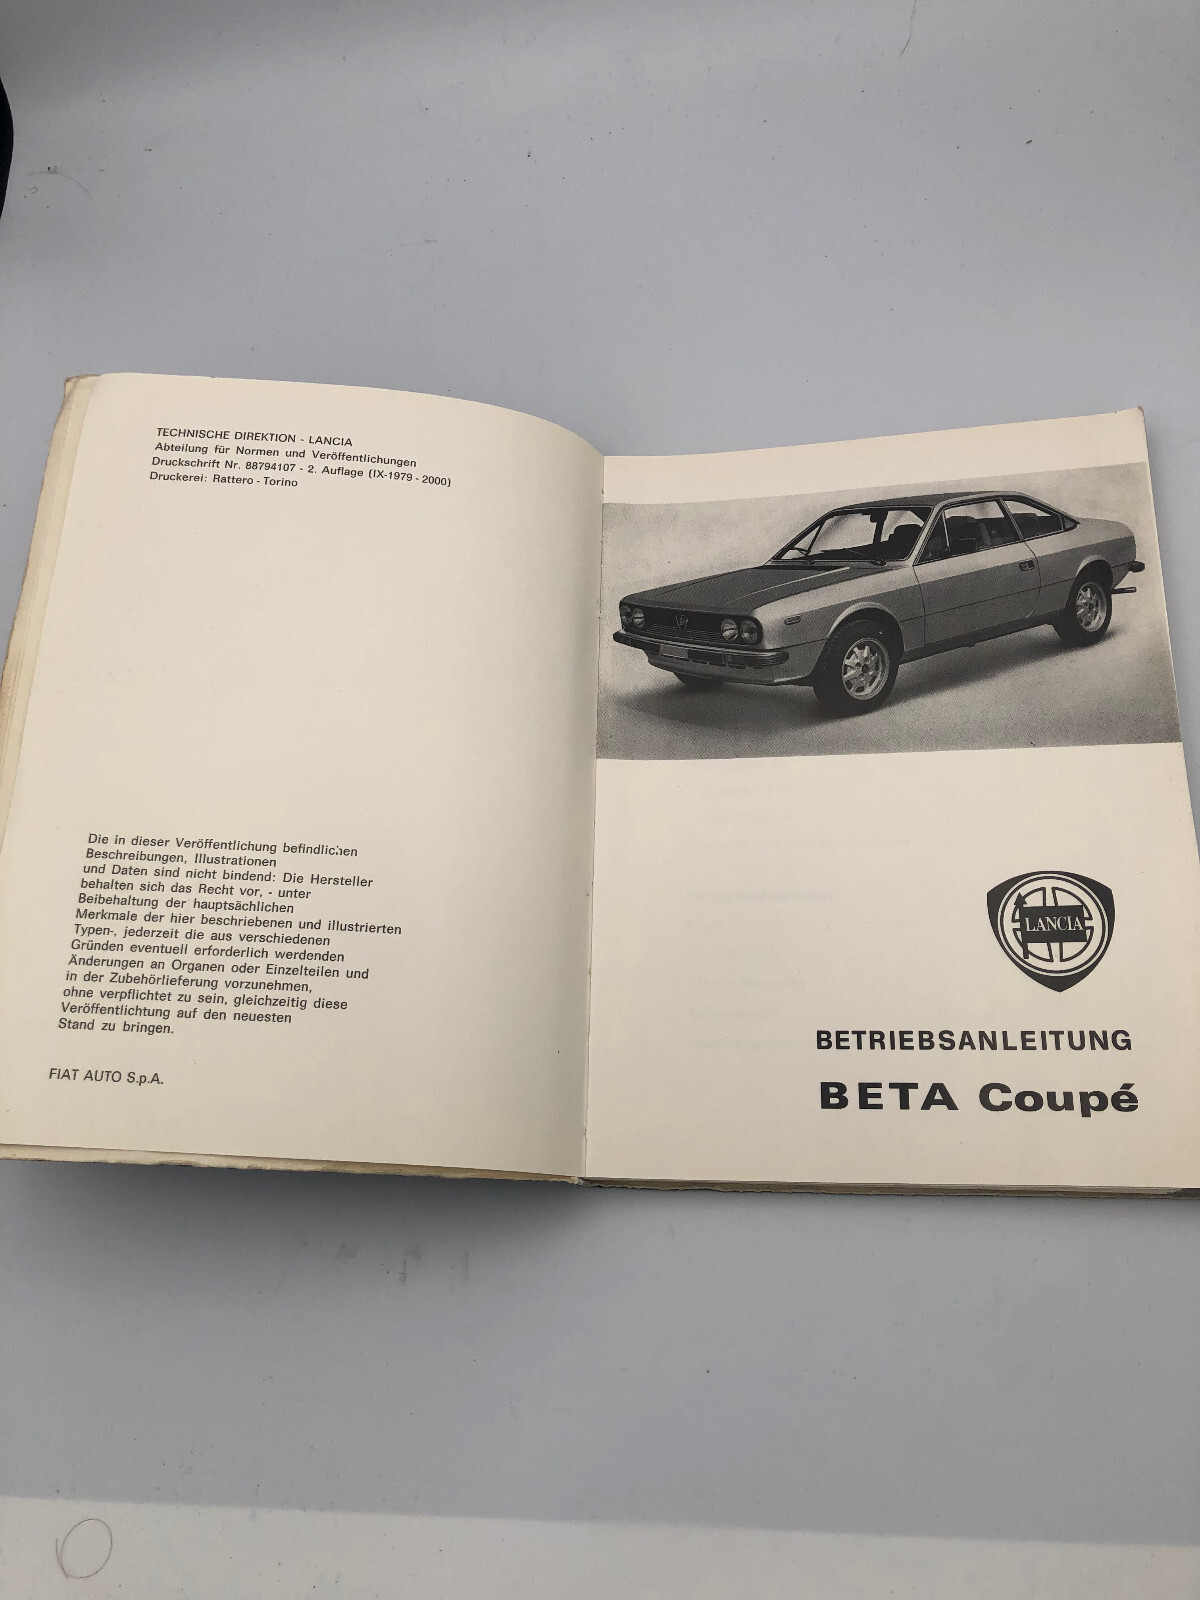 TECHNISCHE DIREKTION - LANCIA
Abteilung für Normen und Veröffentlichungen
Druckschrift Nr. 88794107 - 2. Auflage (IX-1979 - 2000)
Druckerei: Rattero - Torino
Die in dieser Veröffentlichung befindlichen
Beschreibungen, Illustrationen
und Daten sind nicht bindend: Die Hersteller
behalten sich das Recht vor, - unter
Beibehaltung der hauptsächlichen
Merkmale der hier beschriebenen und illustrierten
Typen-, jederzeit die aus verschiedenen
Gründen eventuell erforderlich werdenden
Änderungen an Organen oder Einzelteilen und
in der Zubehörlieferung vorzunehmen,
ohne verpflichtet zu sein, gleichzeitig diese
Veröffentlichtung auf den neuesten
Stand zu bringen.
FIAT AUTO S.p.A.
LANCIA
BETRIEBSANLEITUNG
BETA Coupé